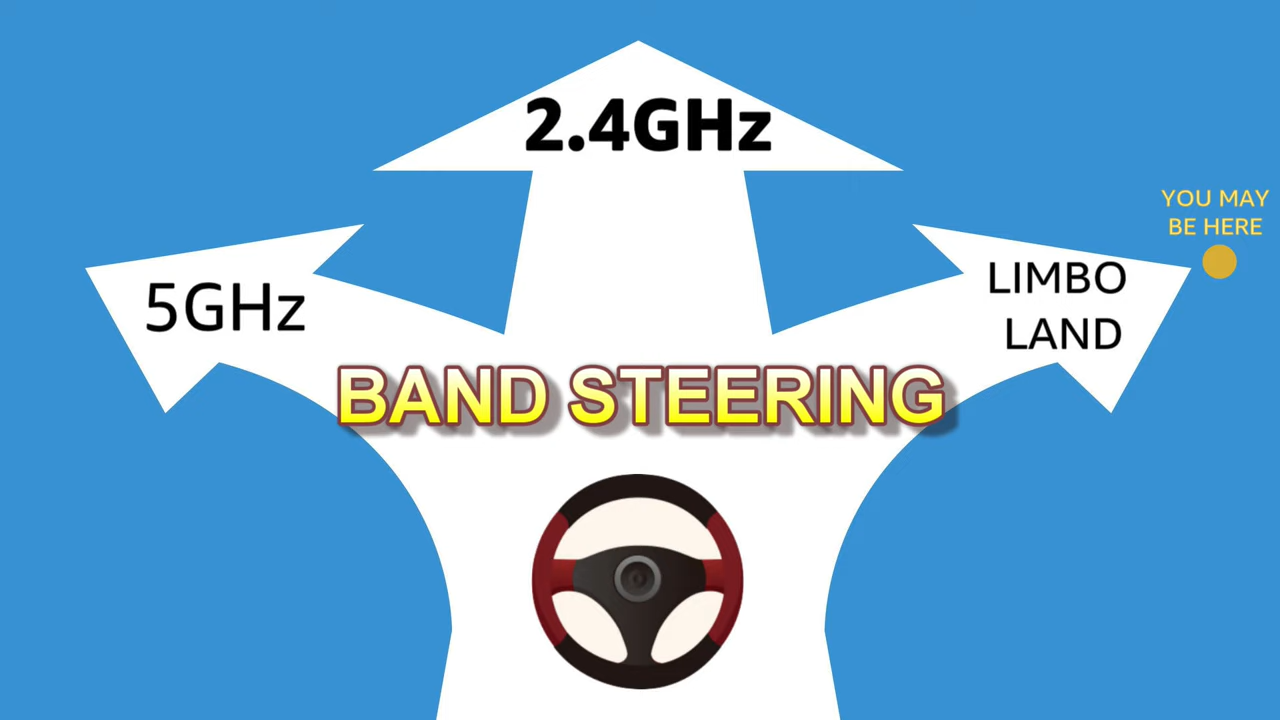 2.4GHz
YOU MAY
BE HERE
5GHz
LIMBO
LAND
BAND STEERING